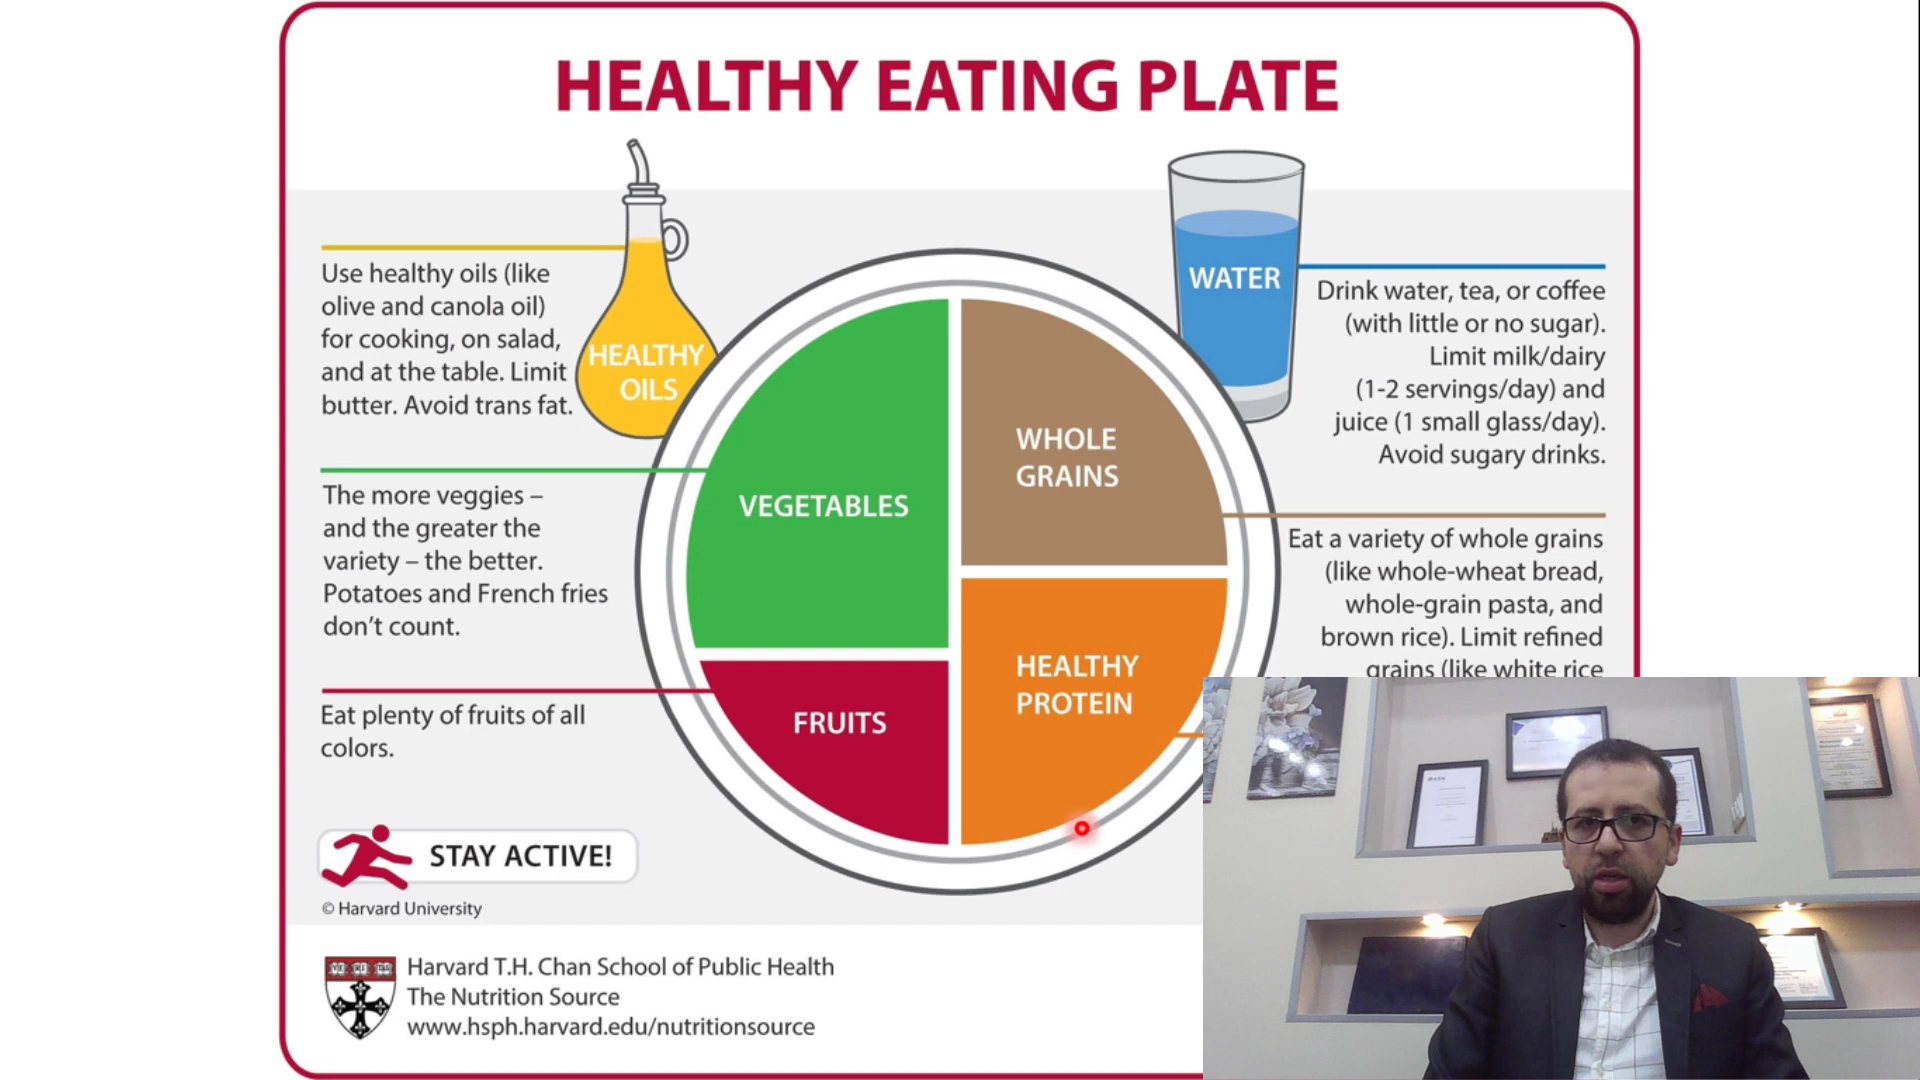 HEALTHY EATING PLATE
Use healthy oils (like
olive and canola oil)
for cooking, on salad,
and at the table. Limit
butter. Avoid trans fat.
HEALTHY
OILS
WATER
Drink water, tea, or coffee
(with little or no sugar).
Limit milk/dairy
(1-2 servings/day) and
juice (1 small glass/day).
Avoid sugary drinks.
The more veggies –
and the greater the
variety – the better.
Potatoes and French fries
don't count.
VEGETABLES
WHOLE
GRAINS
Eat a variety of whole grains
(like whole-wheat bread,
whole-grain pasta, and
brown rice). Limit refined
grains (like white rice
Eat plenty of fruits of all
colors.
FRUITS
HEALTHY
PROTEIN
STAY ACTIVE!
© Harvard University
Harvard T.H. Chan School of Public Health
The Nutrition Source
www.hsph.harvard.edu/nutritionsource